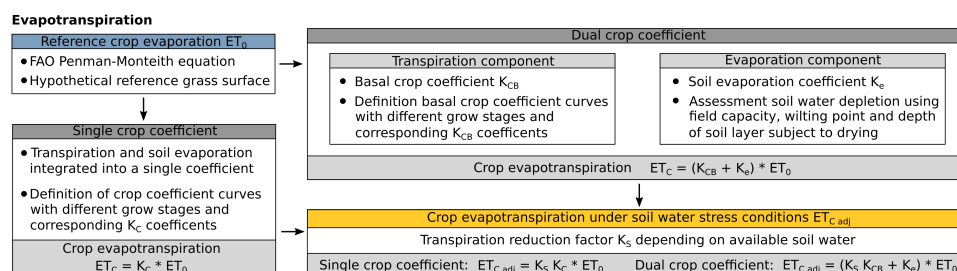 Evapotranspiration
Reference crop evaporation ET0
● FAO Penman-Monteith equation
● Hypothetical reference grass surface
Single crop coefficient
● Transpiration and soil evaporation
integrated into a single coefficient
● Definition of crop coefficient curves
with different grow stages and
corresponding KC coefficents
Crop evapotranspiration
ETC = KC * ET0
Dual crop coefficient
Transpiration component
● Basal crop coefficient KCB
● Definition basal crop coefficient curves
with different grow stages and
corresponding KCB coefficents
Evaporation component
● Soil evaporation coefficient Ke
● Assessment soil water depletion using
field capacity, wilting point and depth
of soil layer subject to drying
Crop evapotranspiration ETC = (KCB + Ke) * ET0
Crop evapotranspiration under soil water stress conditions ETC adj
Transpiration reduction factor KS depending on available soil water
Single crop coefficient: ETC adj = KS KC * ET0 Dual crop coefficient: ETC adj = (KS KCB + Ke) * ET0